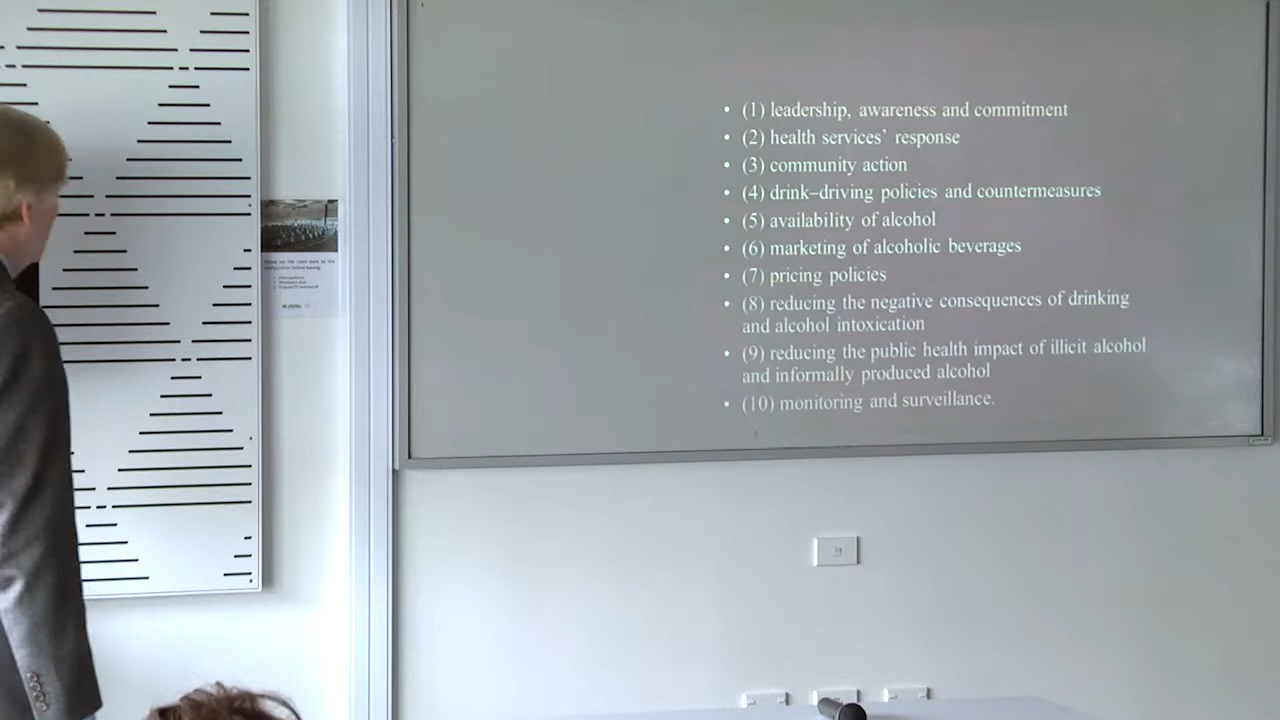 • (1) leadership, awareness and commitment
• (2) health services’ response
• (3) community action
• (4) drink–driving policies and countermeasures
• (5) availability of alcohol
• (6) marketing of alcoholic beverages
• (7) pricing policies
• (8) reducing the negative consequences of drinking
and alcohol intoxication
• (9) reducing the public health impact of illicit alcohol
and informally produced alcohol
• (10) monitoring and surveillance.